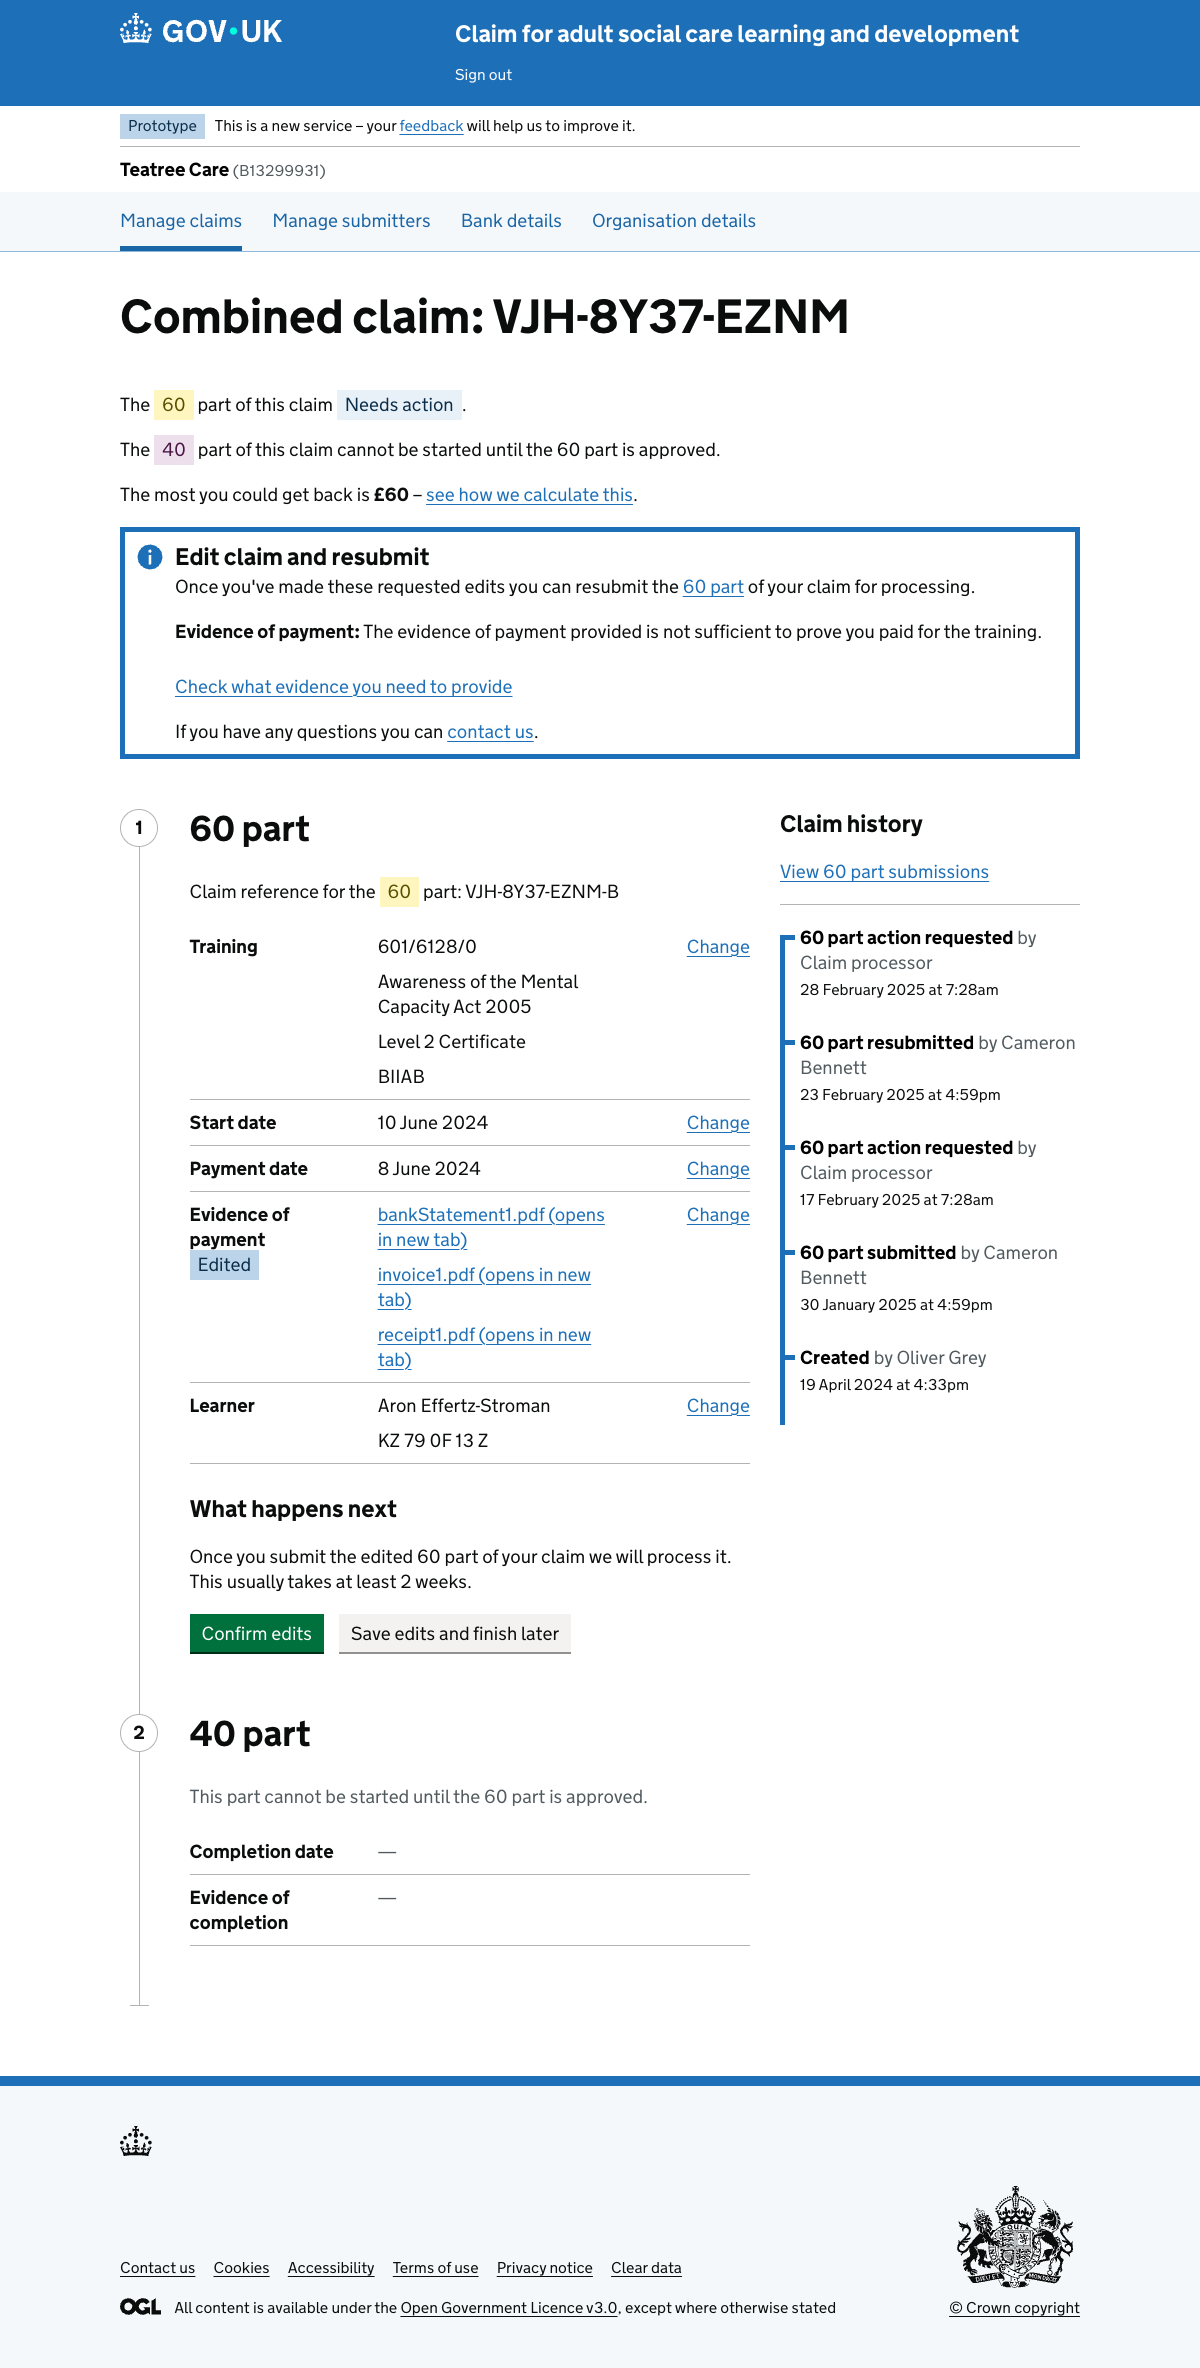 GOV·UK
Claim for adult social care learning and development
Sign out
Prototype This is a new service – your feedback will help us to improve it.
Teatree Care (B13299931)
Manage claims Manage submitters Bank details Organisation details
Combined claim: VJH-8Y37-EZNM
The 60 part of this claim Needs action .
The 40 part of this claim cannot be started until the 60 part is approved.
The most you could get back is £60 – see how we calculate this.
Edit claim and resubmit
Once you've made these requested edits you can resubmit the 60 part of your claim for processing.
Evidence of payment: The evidence of payment provided is not sufficient to prove you paid for the training.
Check what evidence you need to provide
If you have any questions you can contact us.
1
60 part
Claim reference for the 60 part: VJH-8Y37-EZNM-B
Training 601/6128/0 Change
Awareness of the Mental
Capacity Act 2005
Level 2 Certificate
BIIAB
Start date 10 June 2024 Change
Payment date 8 June 2024 Change
Evidence of
payment
Edited
bankStatement1.pdf (opens
in new tab)
Change
invoice1.pdf (opens in new
tab)
receipt1.pdf (opens in new
tab)
Learner Aron Effertz-Stroman Change
KZ 79 0F 13 Z
What happens next
Once you submit the edited 60 part of your claim we will process it.
This usually takes at least 2 weeks.
Confirm edits Save edits and finish later
Claim history
View 60 part submissions
60 part action requested by
Claim processor
28 February 2025 at 7:28am
60 part resubmitted by Cameron
Bennett
23 February 2025 at 4:59pm
60 part action requested by
Claim processor
17 February 2025 at 7:28am
60 part submitted by Cameron
Bennett
30 January 2025 at 4:59pm
Created by Oliver Grey
19 April 2024 at 4:33pm
2
40 part
This part cannot be started until the 60 part is approved.
Completion date —
Evidence of —
completion
Contact us Cookies Accessibility Terms of use Privacy notice Clear data
OGL All content is available under the Open Government Licence v3.0, except where otherwise stated
© Crown copyright